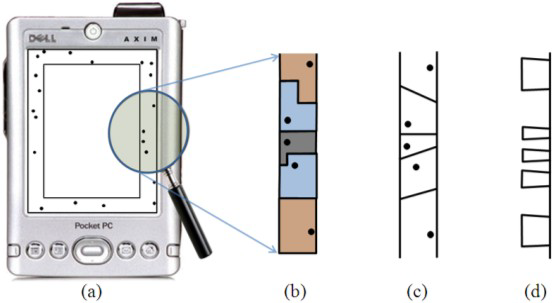 DELL AXIM
Pocket PC
(a) (b) (c) (d)